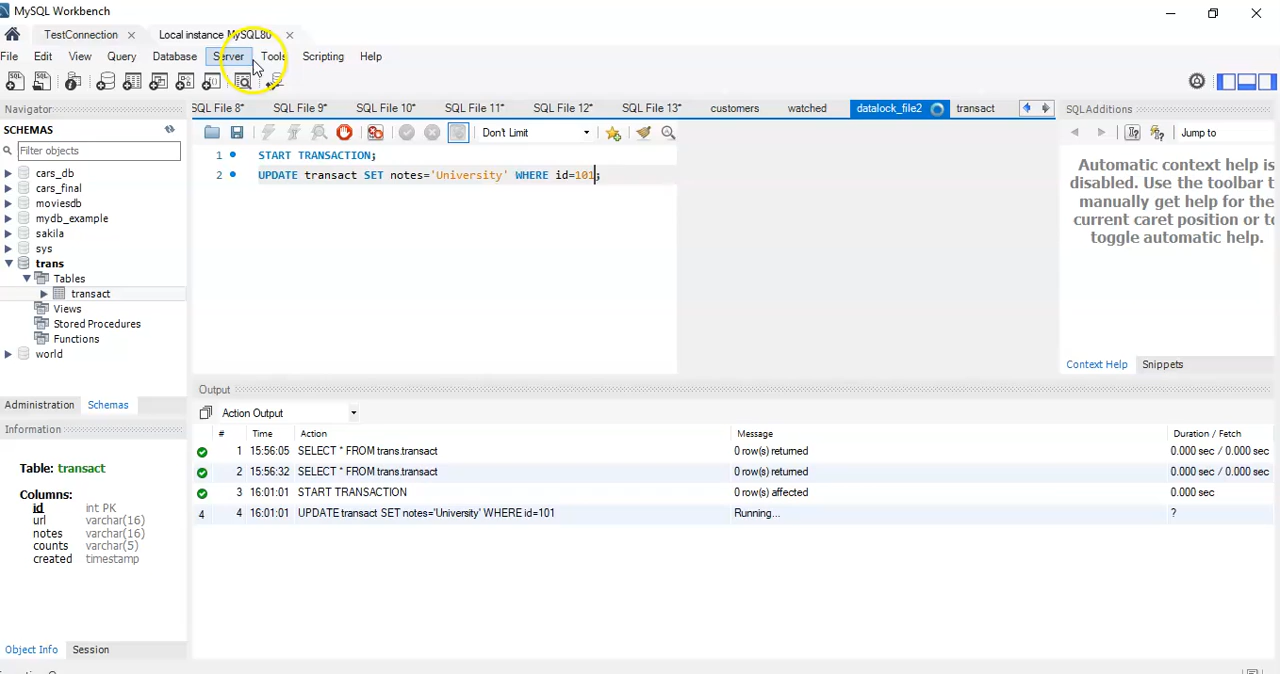 MySQL Workbench
TestConnection
Local instance MySQL80
File Edit View Query Database Server Tools Scripting Help
Navigator
SCHEMAS
Filter objects
cars_db
cars_final
moviesdb
mydb_example
sakila
sys
trans
Tables
transact
Views
Stored Procedures
Functions
world
Administration Schemas
Information
Table: transact
Columns:
id int PK
url varchar(16)
notes varchar(16)
counts varchar(5)
created timestamp
Object Info Session
SQL File 8* SQL File 9* SQL File 10* SQL File 11* SQL File 12* SQL File 13* customers watched datalock_file2 transact
Don't Limit
1 START TRANSACTION;
2 UPDATE transact SET notes='University' WHERE id=101;
SQLAdditions
Jump to
Automatic context help is
disabled. Use the toolbar t
manually get help for the
current caret position or to
toggle automatic help.
Context Help Snippets
Output
Action Output
# Time Action Message Duration / Fetch
1 15:56:05 SELECT * FROM trans.transact 0 row(s) returned 0.000 sec / 0.000 sec
2 15:56:32 SELECT * FROM trans.transact 0 row(s) returned 0.000 sec / 0.000 sec
3 16:01:01 START TRANSACTION 0 row(s) affected 0.000 sec
4 4 16:01:01 UPDATE transact SET notes='University' WHERE id=101 Running... ?